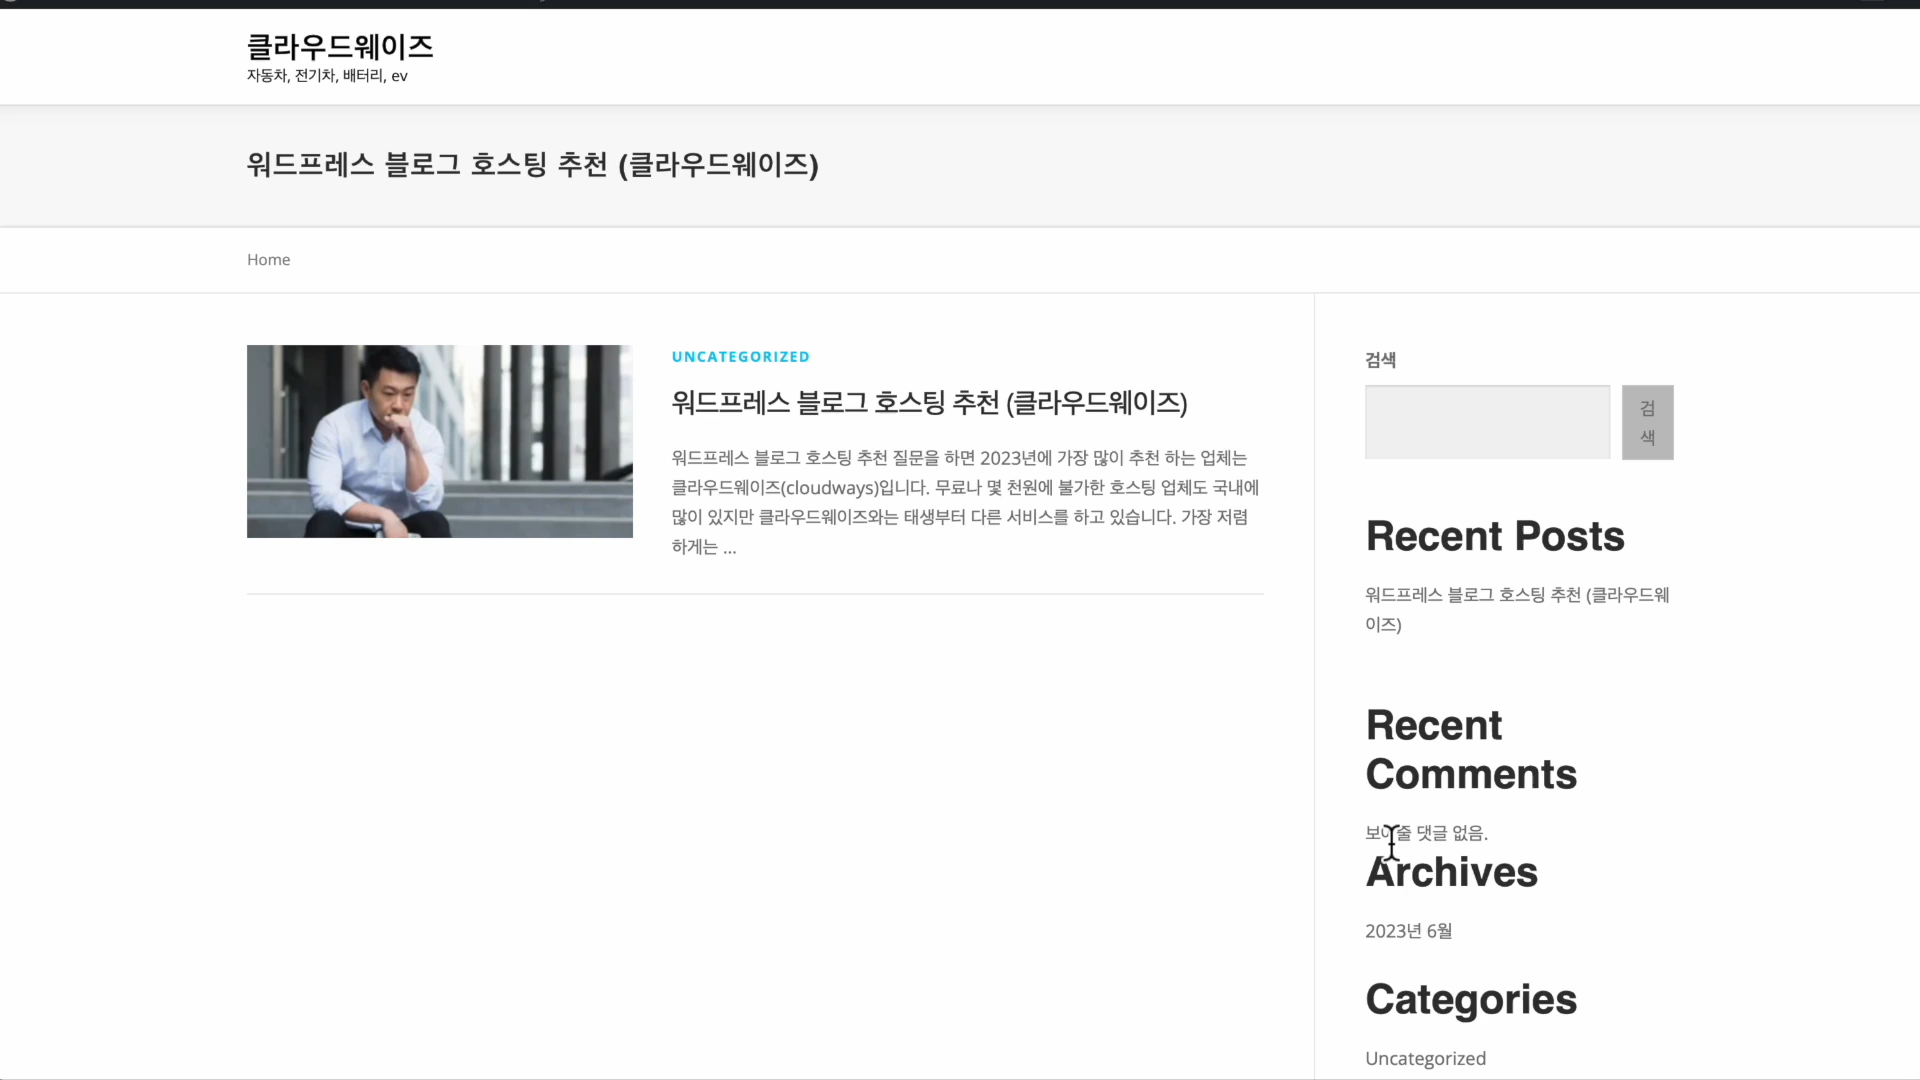 클라우드웨이즈
자동차, 전기차, 배터리, ev
워드프레스 블로그 호스팅 추천 (클라우드웨이즈)
Home
UNCATEGORIZED
워드프레스 블로그 호스팅 추천 (클라우드웨이즈)
워드프레스 블로그 호스팅 추천 질문을 하면 2023년에 가장 많이 추천 하는 업체는
클라우드웨이즈(cloudways)입니다. 무료나 몇 천원에 불가한 호스팅 업체도 국내에
많이 있지만 클라우드웨이즈와는 태생부터 다른 서비스를 하고 있습니다. 가장 저렴
하게는 ...
검색
검
색
Recent Posts
워드프레스 블로그 호스팅 추천 (클라우드웨
이즈)
Recent
Comments
보여줄 댓글 없음.
Archives
2023년 6월
Categories
Uncategorized